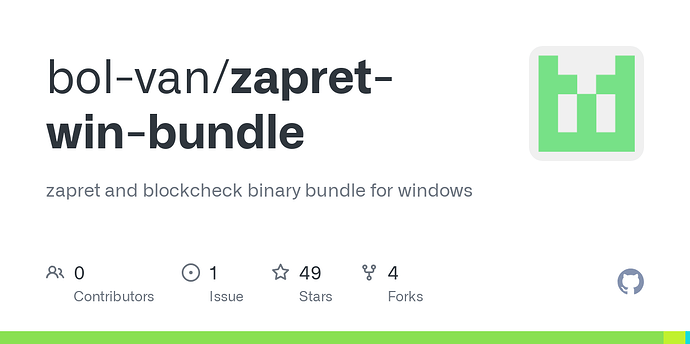 bol-van/zapret-
win-bundle
zapret and blockcheck binary bundle for windows
0 1 49 4
Contributors Issue Stars Forks